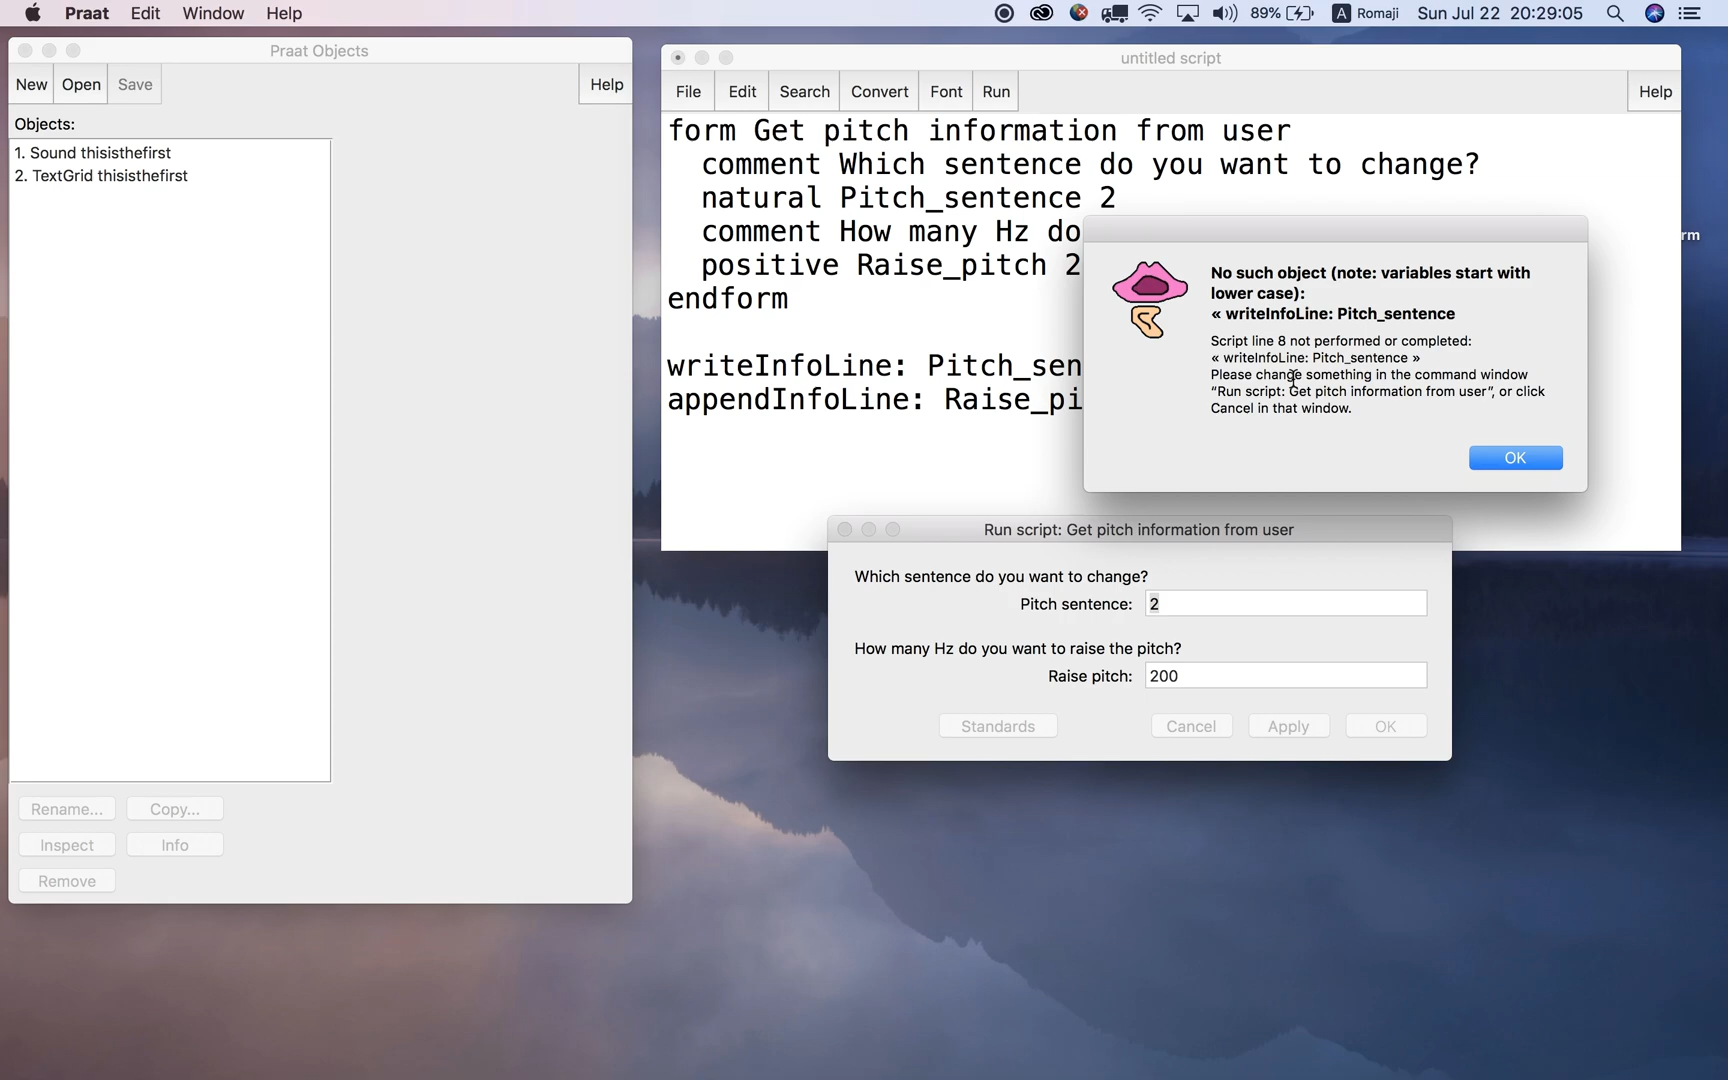 Praat Edit Window Help
89% A Romaji Sun Jul 22 20:29:05
Praat Objects
New Open Save Help
Objects:
1. Sound thisisthefirst
2. TextGrid thisisthefirst
Rename... Copy...
Inspect Info
Remove
untitled script
File Edit Search Convert Font Run Help
form Get pitch information from user
comment Which sentence do you want to change?
natural Pitch_sentence 2
comment How many Hz do
positive Raise_pitch 2
endform
writeInfoLine: Pitch_sen
appendInfoLine: Raise_pi
rm
No such object (note: variables start with
lower case):
« writeInfoLine: Pitch_sentence
Script line 8 not performed or completed:
« writeInfoLine: Pitch_sentence »
Please change something in the command window
“Run script: Get pitch information from user”, or click
Cancel in that window.
OK
Run script: Get pitch information from user
Which sentence do you want to change?
Pitch sentence: 2
How many Hz do you want to raise the pitch?
Raise pitch: 200
Standards Cancel Apply OK